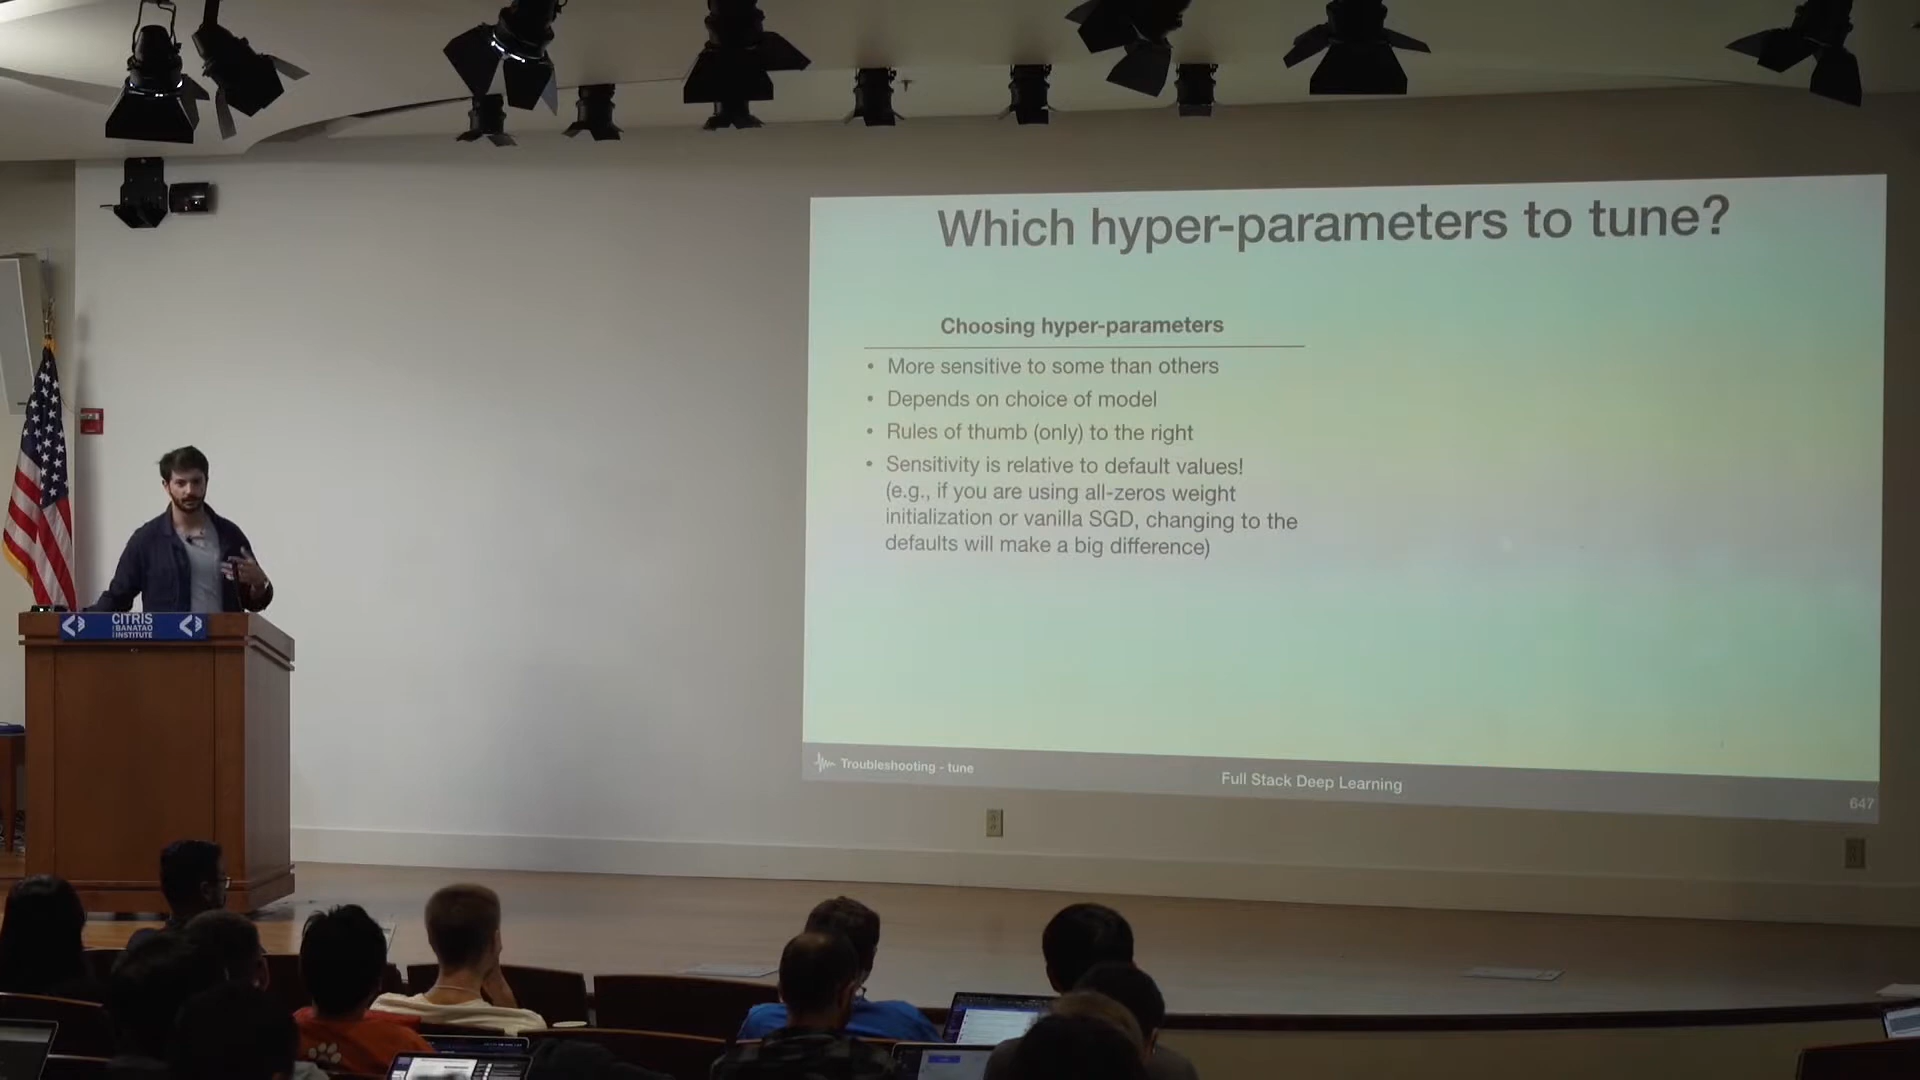 Which hyper-parameters to tune?
Choosing hyper-parameters
• More sensitive to some than others
• Depends on choice of model
• Rules of thumb (only) to the right
• Sensitivity is relative to default values!
(e.g., if you are using all-zeros weight
initialization or vanilla SGD, changing to the
defaults will make a big difference)
Troubleshooting - tune
Full Stack Deep Learning
647
CITRIS
BANATAO
INSTITUTE